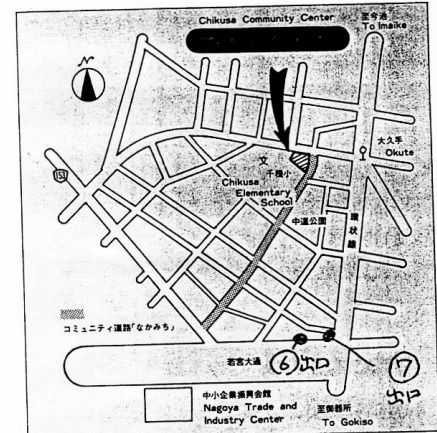 Chikusa Community Center
至今池
To Imaike
N
大久手
Okute
文
千種小
Chikusa
Elementary
School
中道公園
環状線
153
コミュニティ道路「なかみち」
若宮大通
⑥出口
⑦
出口
中小企業振興会館
Nagoya Trade and
Industry Center
至御器所
To Gokiso